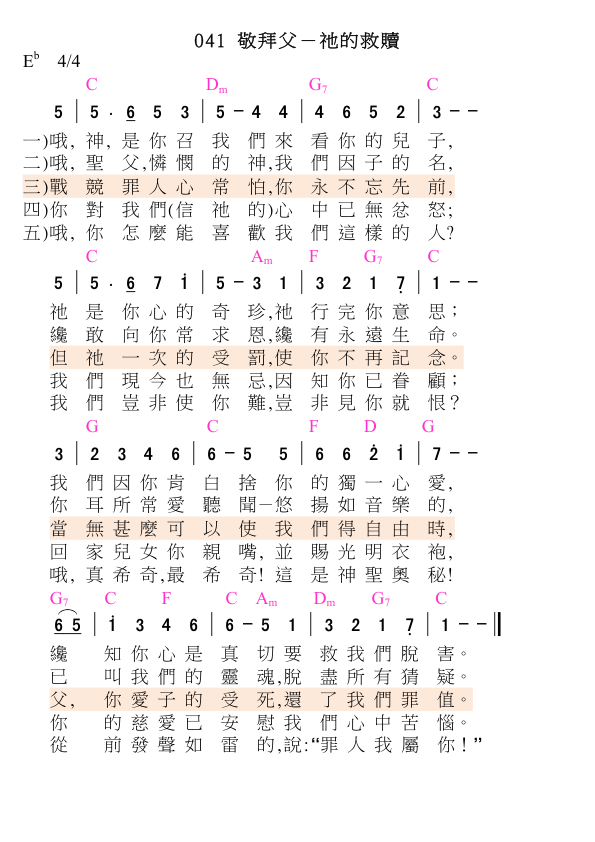 041 敬拜父－祂的救贖
E♭ 4/4
C Dm G7 C
5 | 5 . 6 5 3 | 5 – 4 4 | 4 6 5 2 | 3 – –
一)哦, 神, 是 你 召 我 們 來 看 你 的 兒 子,
二)哦, 聖 父,憐 憫 的 神,我 們 因 子 的 名,
三)戰 競 罪 人 心 常 怕,你 永 不 忘 先 前,
四)你 對 我 們(信 祂 的)心 中 已 無 忿 怒;
五)哦, 你 怎 麼 能 喜 歡 我 們 這 樣 的 人?
C Am F G7 C
5 | 5 . 6 7 i | 5 – 3 1 | 3 2 1 7 | 1 – –
祂 是 你 心 的 奇 珍,祂 行 完 你 意 思；
纔 敢 向 你 常 求 恩,纔 有 永 遠 生 命。
但 祂 一 次 的 受 罰,使 你 不 再 記 念。
我 們 現 今 也 無 忌,因 知 你 已 眷 顧；
我 們 豈 非 使 你 難,豈 非 見 你 就 恨？
G C F D G
3 | 2 3 4 6 | 6 – 5 5 | 6 6 2 i | 7 – –
我 們 因 你 肯 白 捨 你 的 獨 一 心 愛,
你 耳 所 常 愛 聽 聞－悠 揚 如 音 樂 的,
當 無 甚 麼 可 以 使 我 們 得 自 由 時,
回 家 兒 女 你 親 嘴, 並 賜 光 明 衣 袍,
哦, 真 希 奇,最 希 奇! 這 是 神 聖 奧 秘!
G7 C F C Am Dm G7 C
6 5 | i 3 4 6 | 6 – 5 1 | 3 2 1 7 | 1 – – ||
纔 知 你 心 是 真 切 要 救 我 們 脫 害。
已 叫 我 們 的 靈 魂,脫 盡 所 有 猜 疑。
父, 你 愛 子 的 受 死,還 了 我 們 罪 值。
你 的 慈 愛 已 安 慰 我 們 心 中 苦 惱。
從 前 發 聲 如 雷 的,說:“罪 人 我 屬 你！”